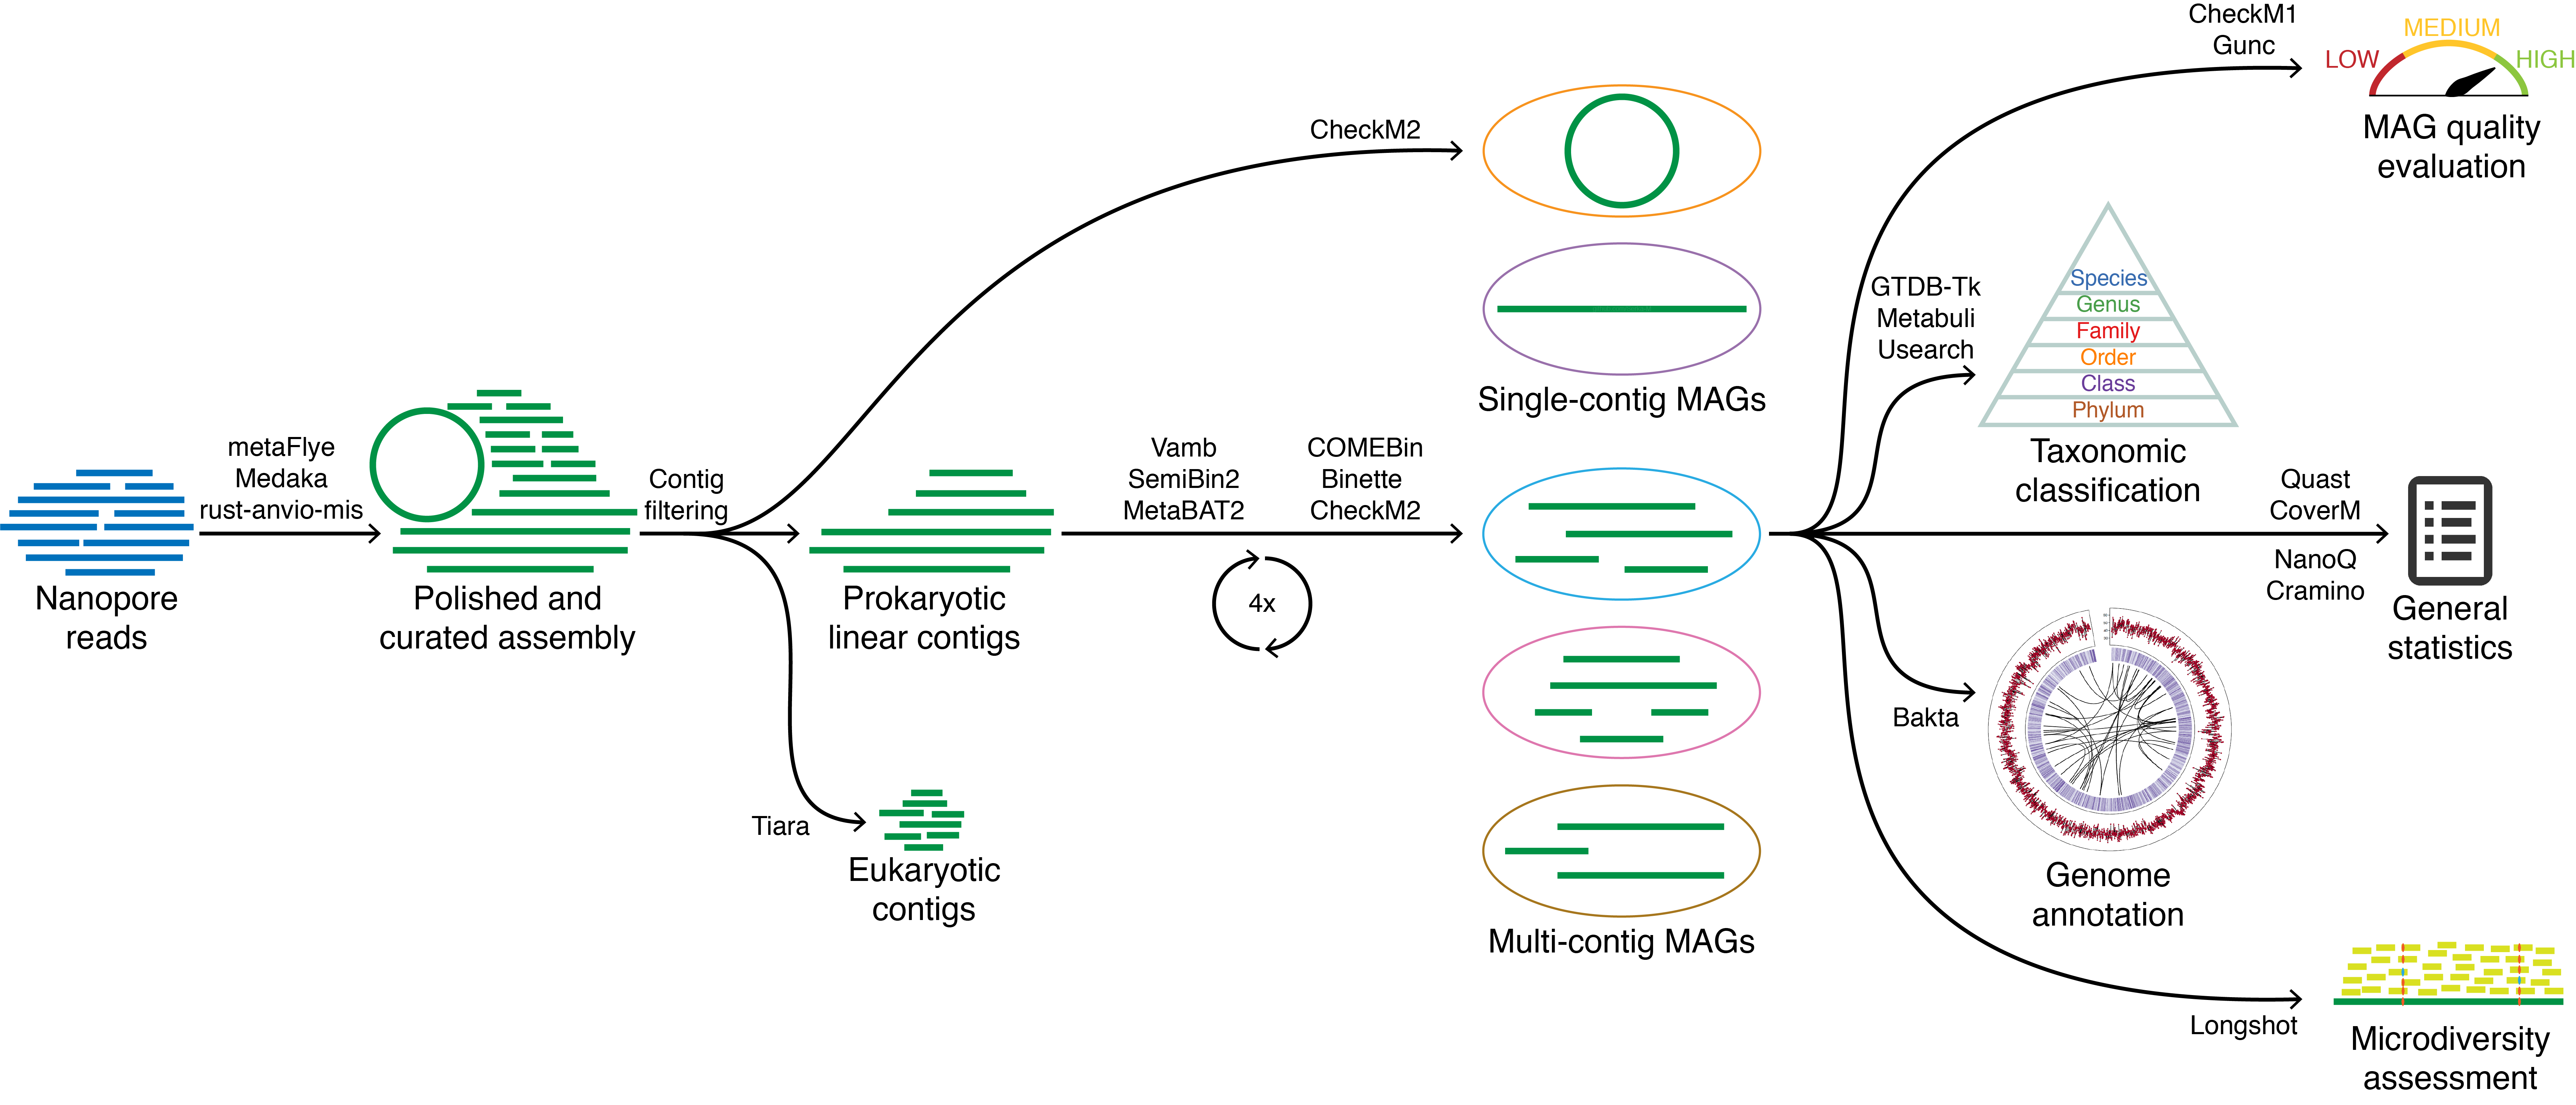 Nanopore
reads
metaFlye
Medaka
rust-anvio-mis
Polished and
curated assembly
Contig
filtering
CheckM2
Tiara
Prokaryotic
linear contigs
Eukaryotic
contigs
Vamb
SemiBin2
MetaBAT2
COMEBin
Binette
CheckM2
4x
Single-contig MAGs
Multi-contig MAGs
CheckM1
Gunc
LOW
MEDIUM
HIGH
MAG quality
evaluation
GTDB-Tk
Metabuli
Usearch
Species
Genus
Family
Order
Class
Phylum
Taxonomic
classification
Quast
CoverM
NanoQ
Cramino
General
statistics
Bakta
Genome
annotation
Longshot
Microdiversity
assessment